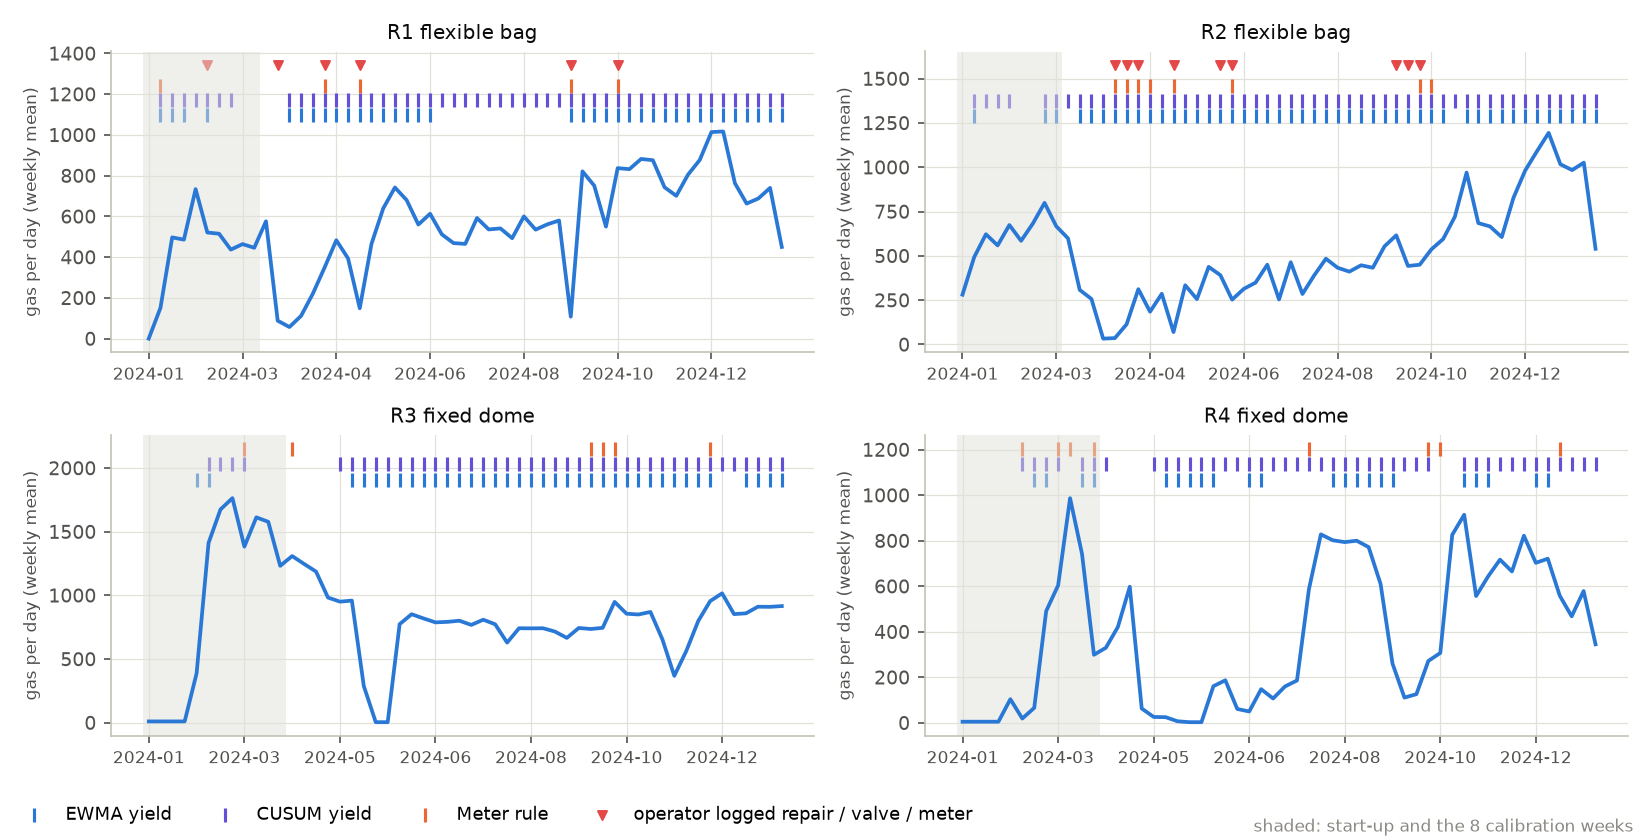 R1 flexible bag
gas per day (weekly mean)
1400
1200
1000
800
600
400
200
0
2024-01 2024-03 2024-04 2024-06 2024-08 2024-10 2024-12
R2 flexible bag
gas per day (weekly mean)
1500
1250
1000
750
500
250
0
2024-01 2024-03 2024-04 2024-06 2024-08 2024-10 2024-12
R3 fixed dome
gas per day (weekly mean)
2000
1500
1000
500
0
2024-01 2024-03 2024-05 2024-06 2024-08 2024-10 2024-12
R4 fixed dome
gas per day (weekly mean)
1200
1000
800
600
400
200
0
2024-01 2024-03 2024-05 2024-06 2024-08 2024-10 2024-12
EWMA yield CUSUM yield Meter rule operator logged repair / valve / meter
shaded: start-up and the 8 calibration weeks